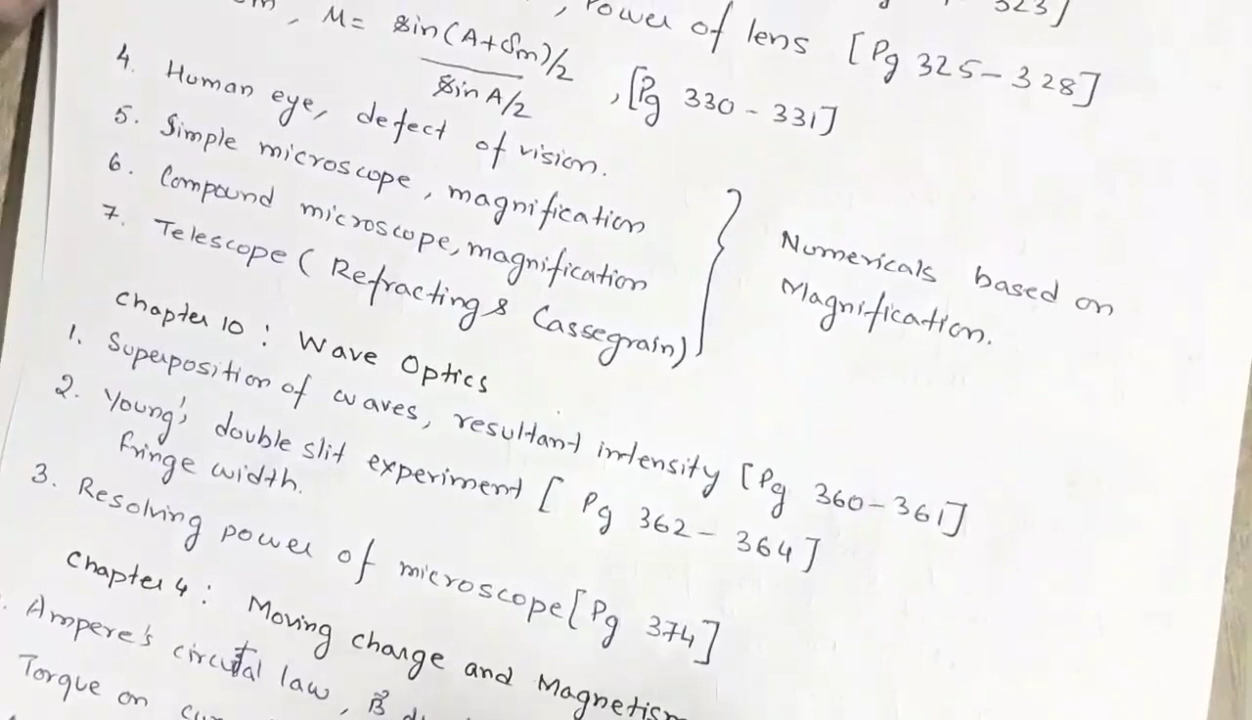 323]
, Power of lens [Pg 325-328]
, M= sin(A+δm)/2
sin A/2
, [Pg 330-331]
4. Human eye, defect of vision.
5. Simple microscope, magnification
6. Compound microscope, magnification
7. Telescope (Refracting & Cassegrain)
Numericals based on
Magnification.
Chapter 10: Wave Optics
1. Superposition of waves, resultant intensity [Pg 360-361]
2. Young's double slit experiment [Pg 362-364]
fringe width.
3. Resolving power of microscope [Pg 374]
Chapter 4: Moving charge and Magnetism
Ampere's circuital law, B
Torque on